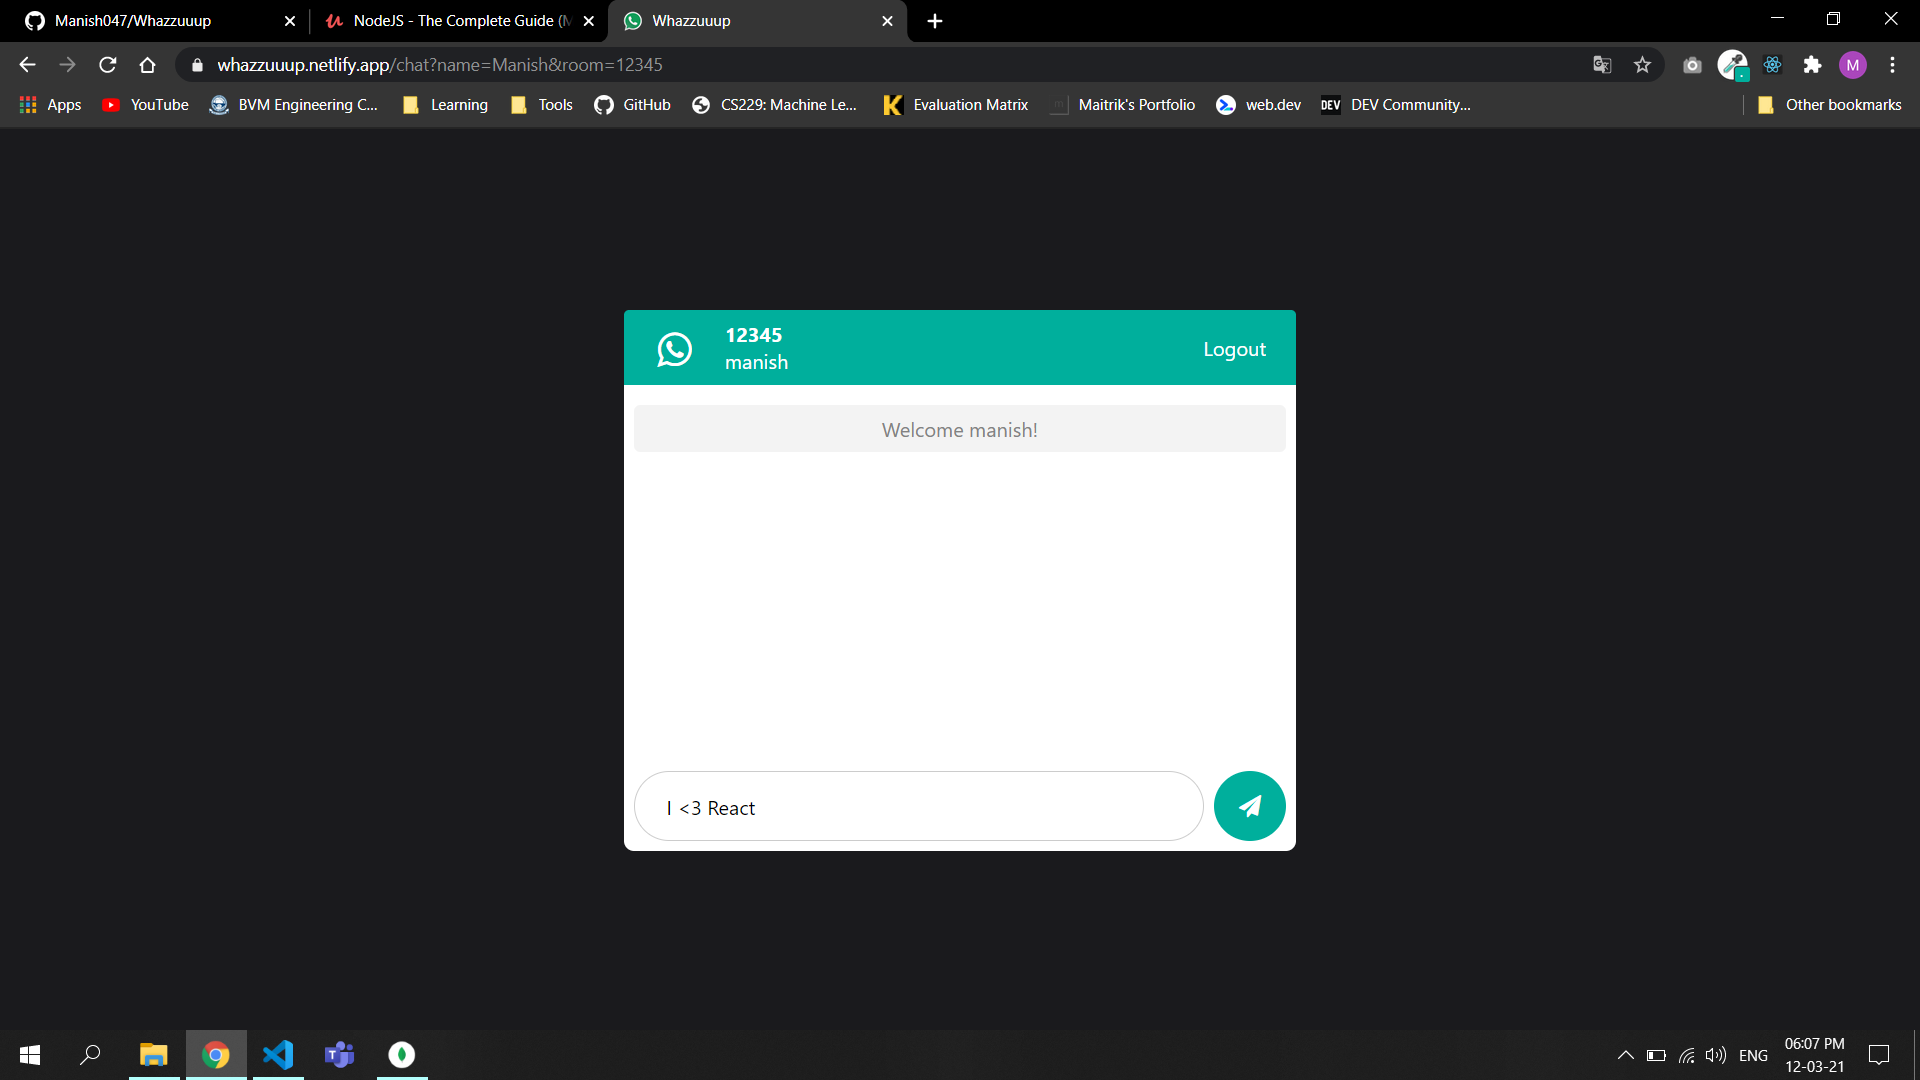 Manish047/Whazzuuup
NodeJS - The Complete Guide (M
Whazzuuup
whazzuuup.netlify.app/chat?name=Manish&room=12345
M
Apps
YouTube
BVM Engineering C...
Learning
Tools
GitHub
CS229: Machine Le...
Evaluation Matrix
Maitrik's Portfolio
web.dev
DEV
DEV Community...
Other bookmarks
12345
manish
Logout
Welcome manish!
I <3 React
ENG
06:07 PM
12-03-21